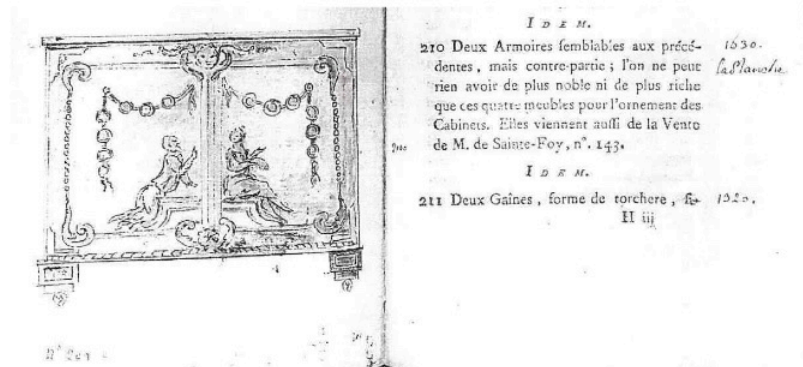 I D E M.
210 Deux Armoires ſemblables aux précé- 1530.
dentes, mais contre-partie ; l'on ne peut la Planche
rien avoir de plus noble ni de plus riche
que ces quatre meubles pour l'ornement des
Cabinets. Elles viennent auſſi de la Vente
de M. de Sainte-Foy, n°. 143.
I D E M.
211 Deux Gaînes, forme de torchere,
H iij